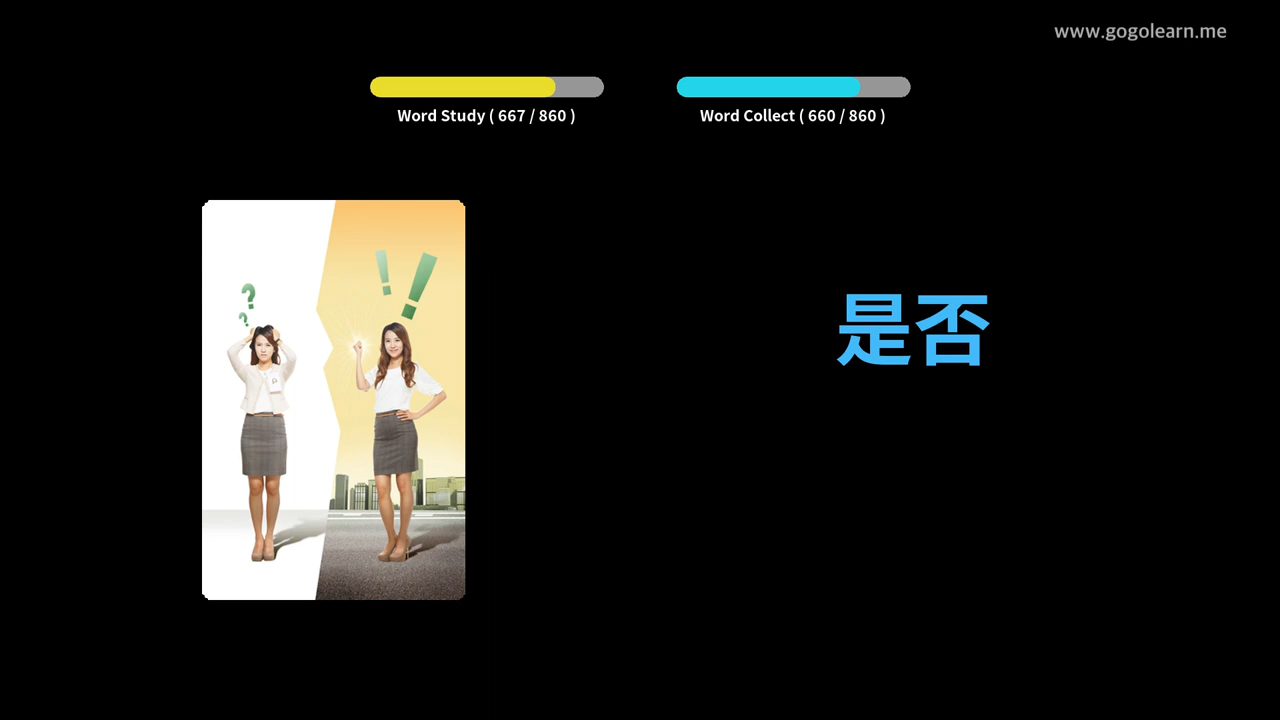 www.gogolearn.me
Word Study ( 667 / 860 )
Word Collect ( 660 / 860 )
? ?
! !
是否